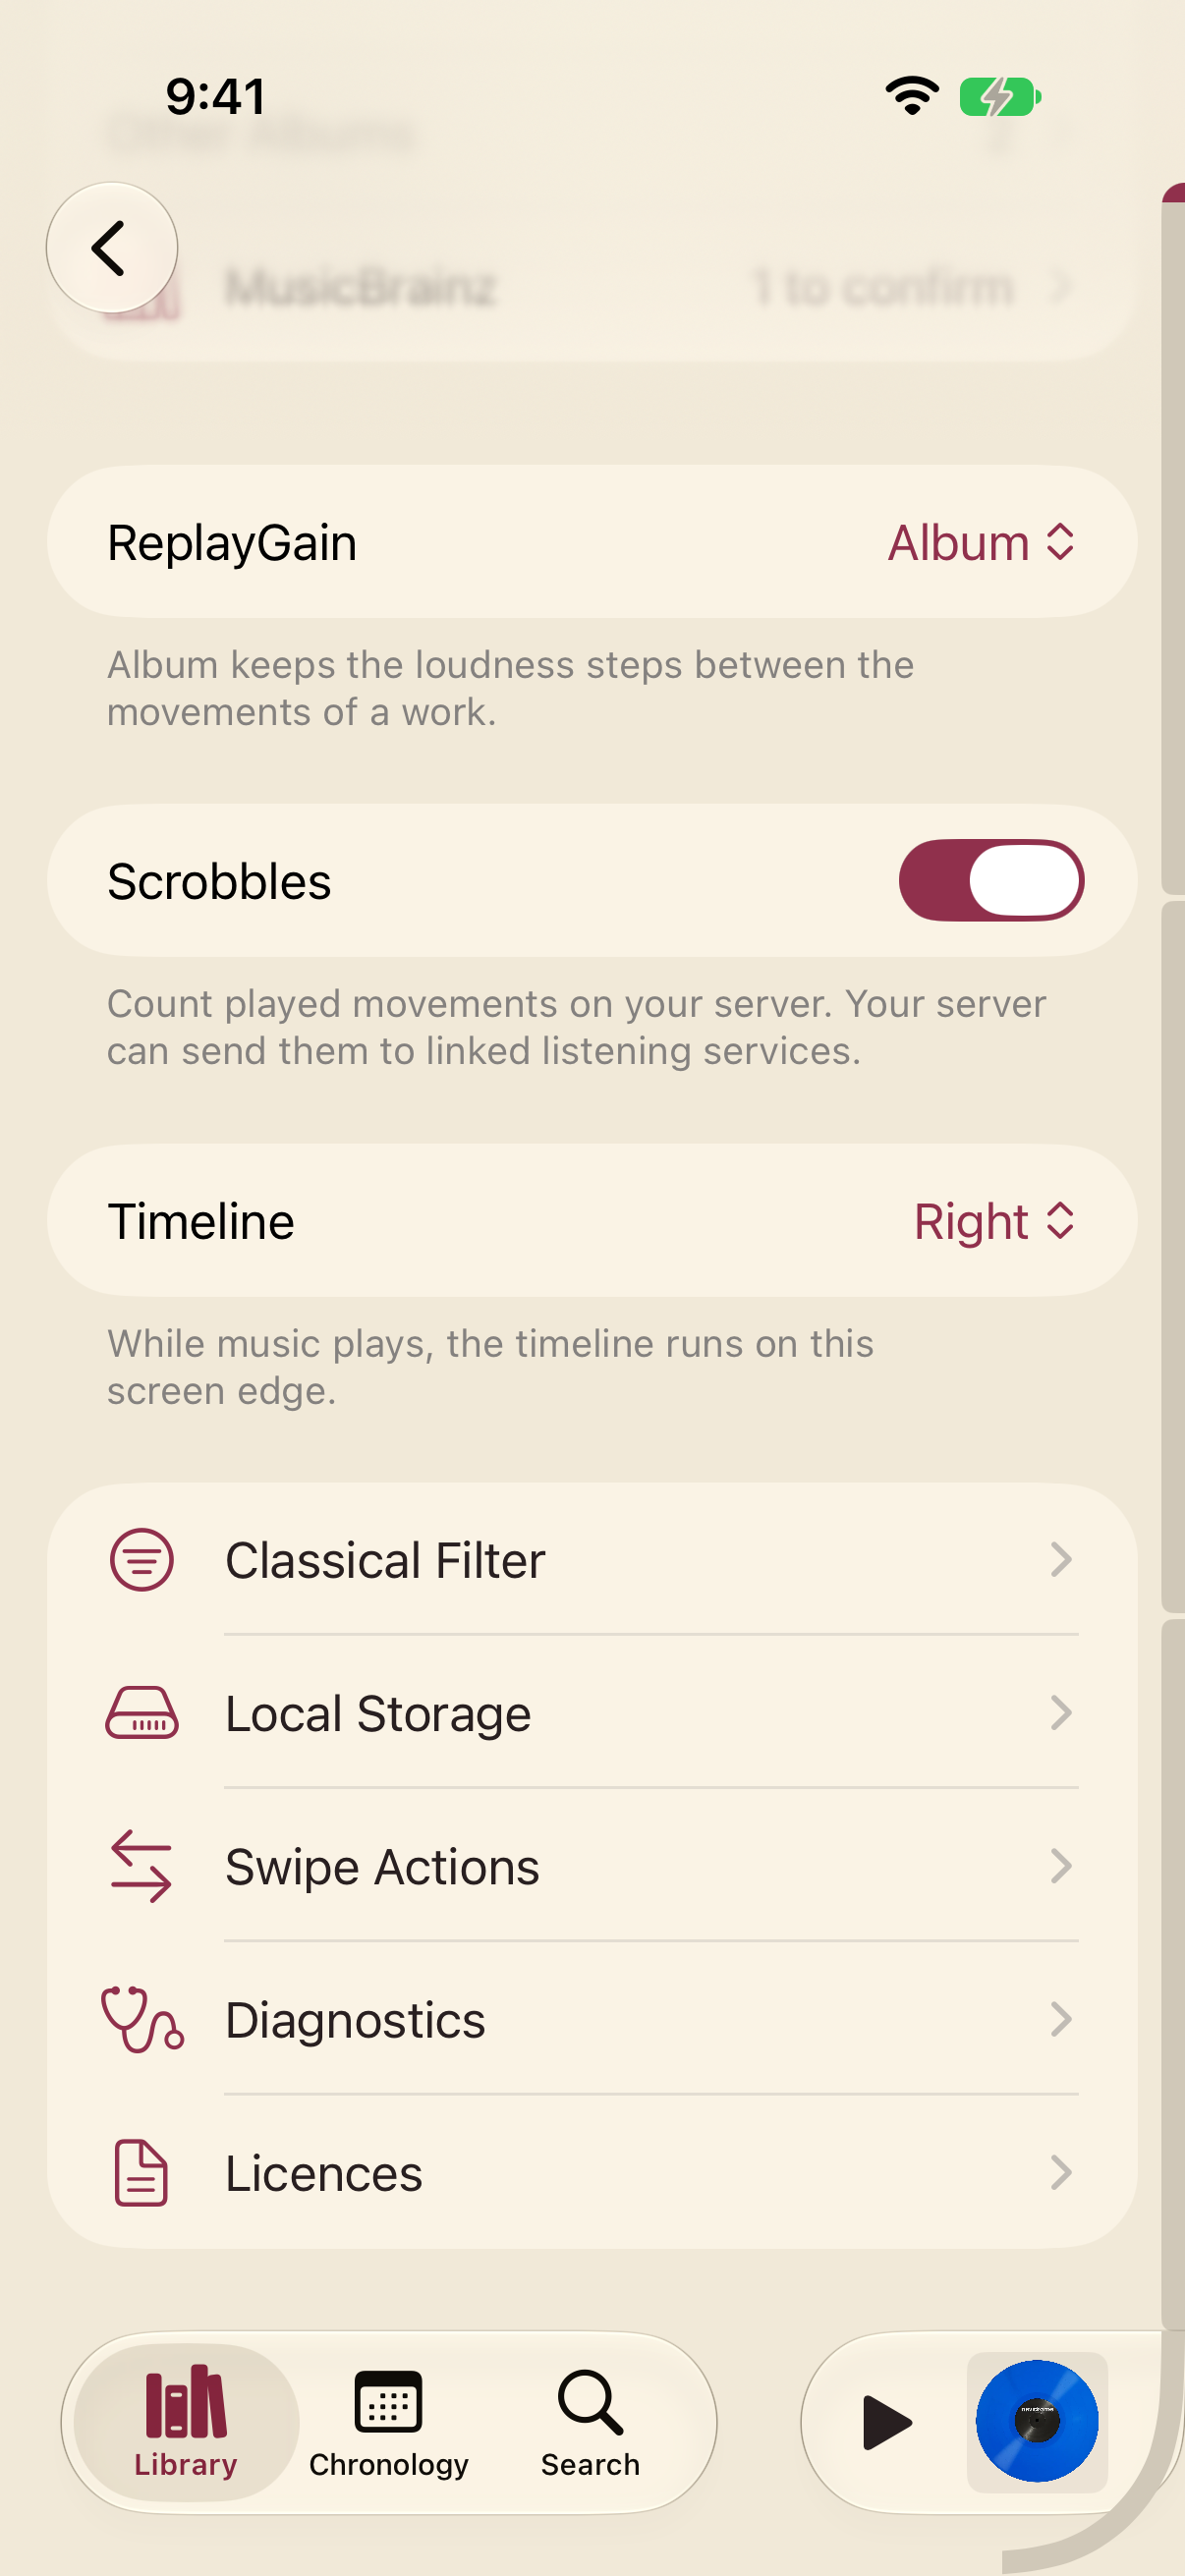 9:41
Other Albums
MusicBrainz
1 to confirm
ReplayGain
Album
Album keeps the loudness steps between the
movements of a work.
Scrobbles
Count played movements on your server. Your server
can send them to linked listening services.
Timeline
Right
While music plays, the timeline runs on this
screen edge.
Classical Filter
Local Storage
Swipe Actions
Diagnostics
Licences
Library
Chronology
Search
navidrome